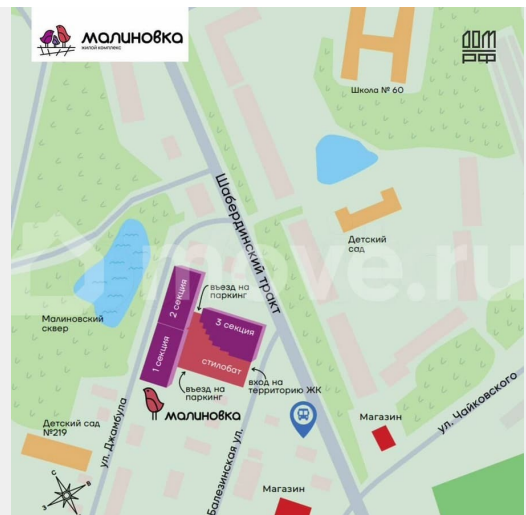 малиновка
жилой комплекс
ДОМ
РФ
Школа № 60
Шабердинский тракт
Детский
сад
move.ru
въезд на
паркинг
2 секция
3 секция
Малиновский
сквер
1 секция
стилобат
вход на
территорию ЖК
въезд на
паркинг
малиновка
ул. Джамбула
Детский сад
№219
Балезинская ул.
Магазин
ул. Чайковского
Магазин
С
В
З